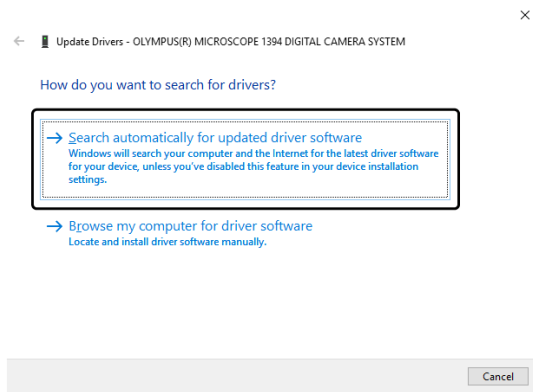 Update Drivers - OLYMPUS(R) MICROSCOPE 1394 DIGITAL CAMERA SYSTEM
How do you want to search for drivers?
Search automatically for updated driver software
Windows will search your computer and the Internet for the latest driver software
for your device, unless you've disabled this feature in your device installation
settings.
Browse my computer for driver software
Locate and install driver software manually.
Cancel